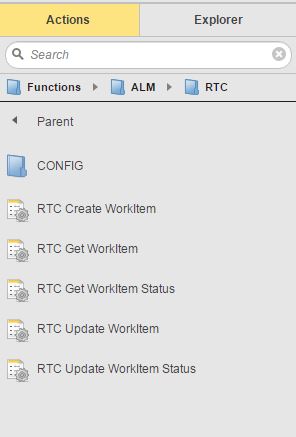 Actions Explorer
Search
Functions ALM RTC
Parent
CONFIG
RTC Create WorkItem
RTC Get WorkItem
RTC Get WorkItem Status
RTC Update WorkItem
RTC Update WorkItem Status